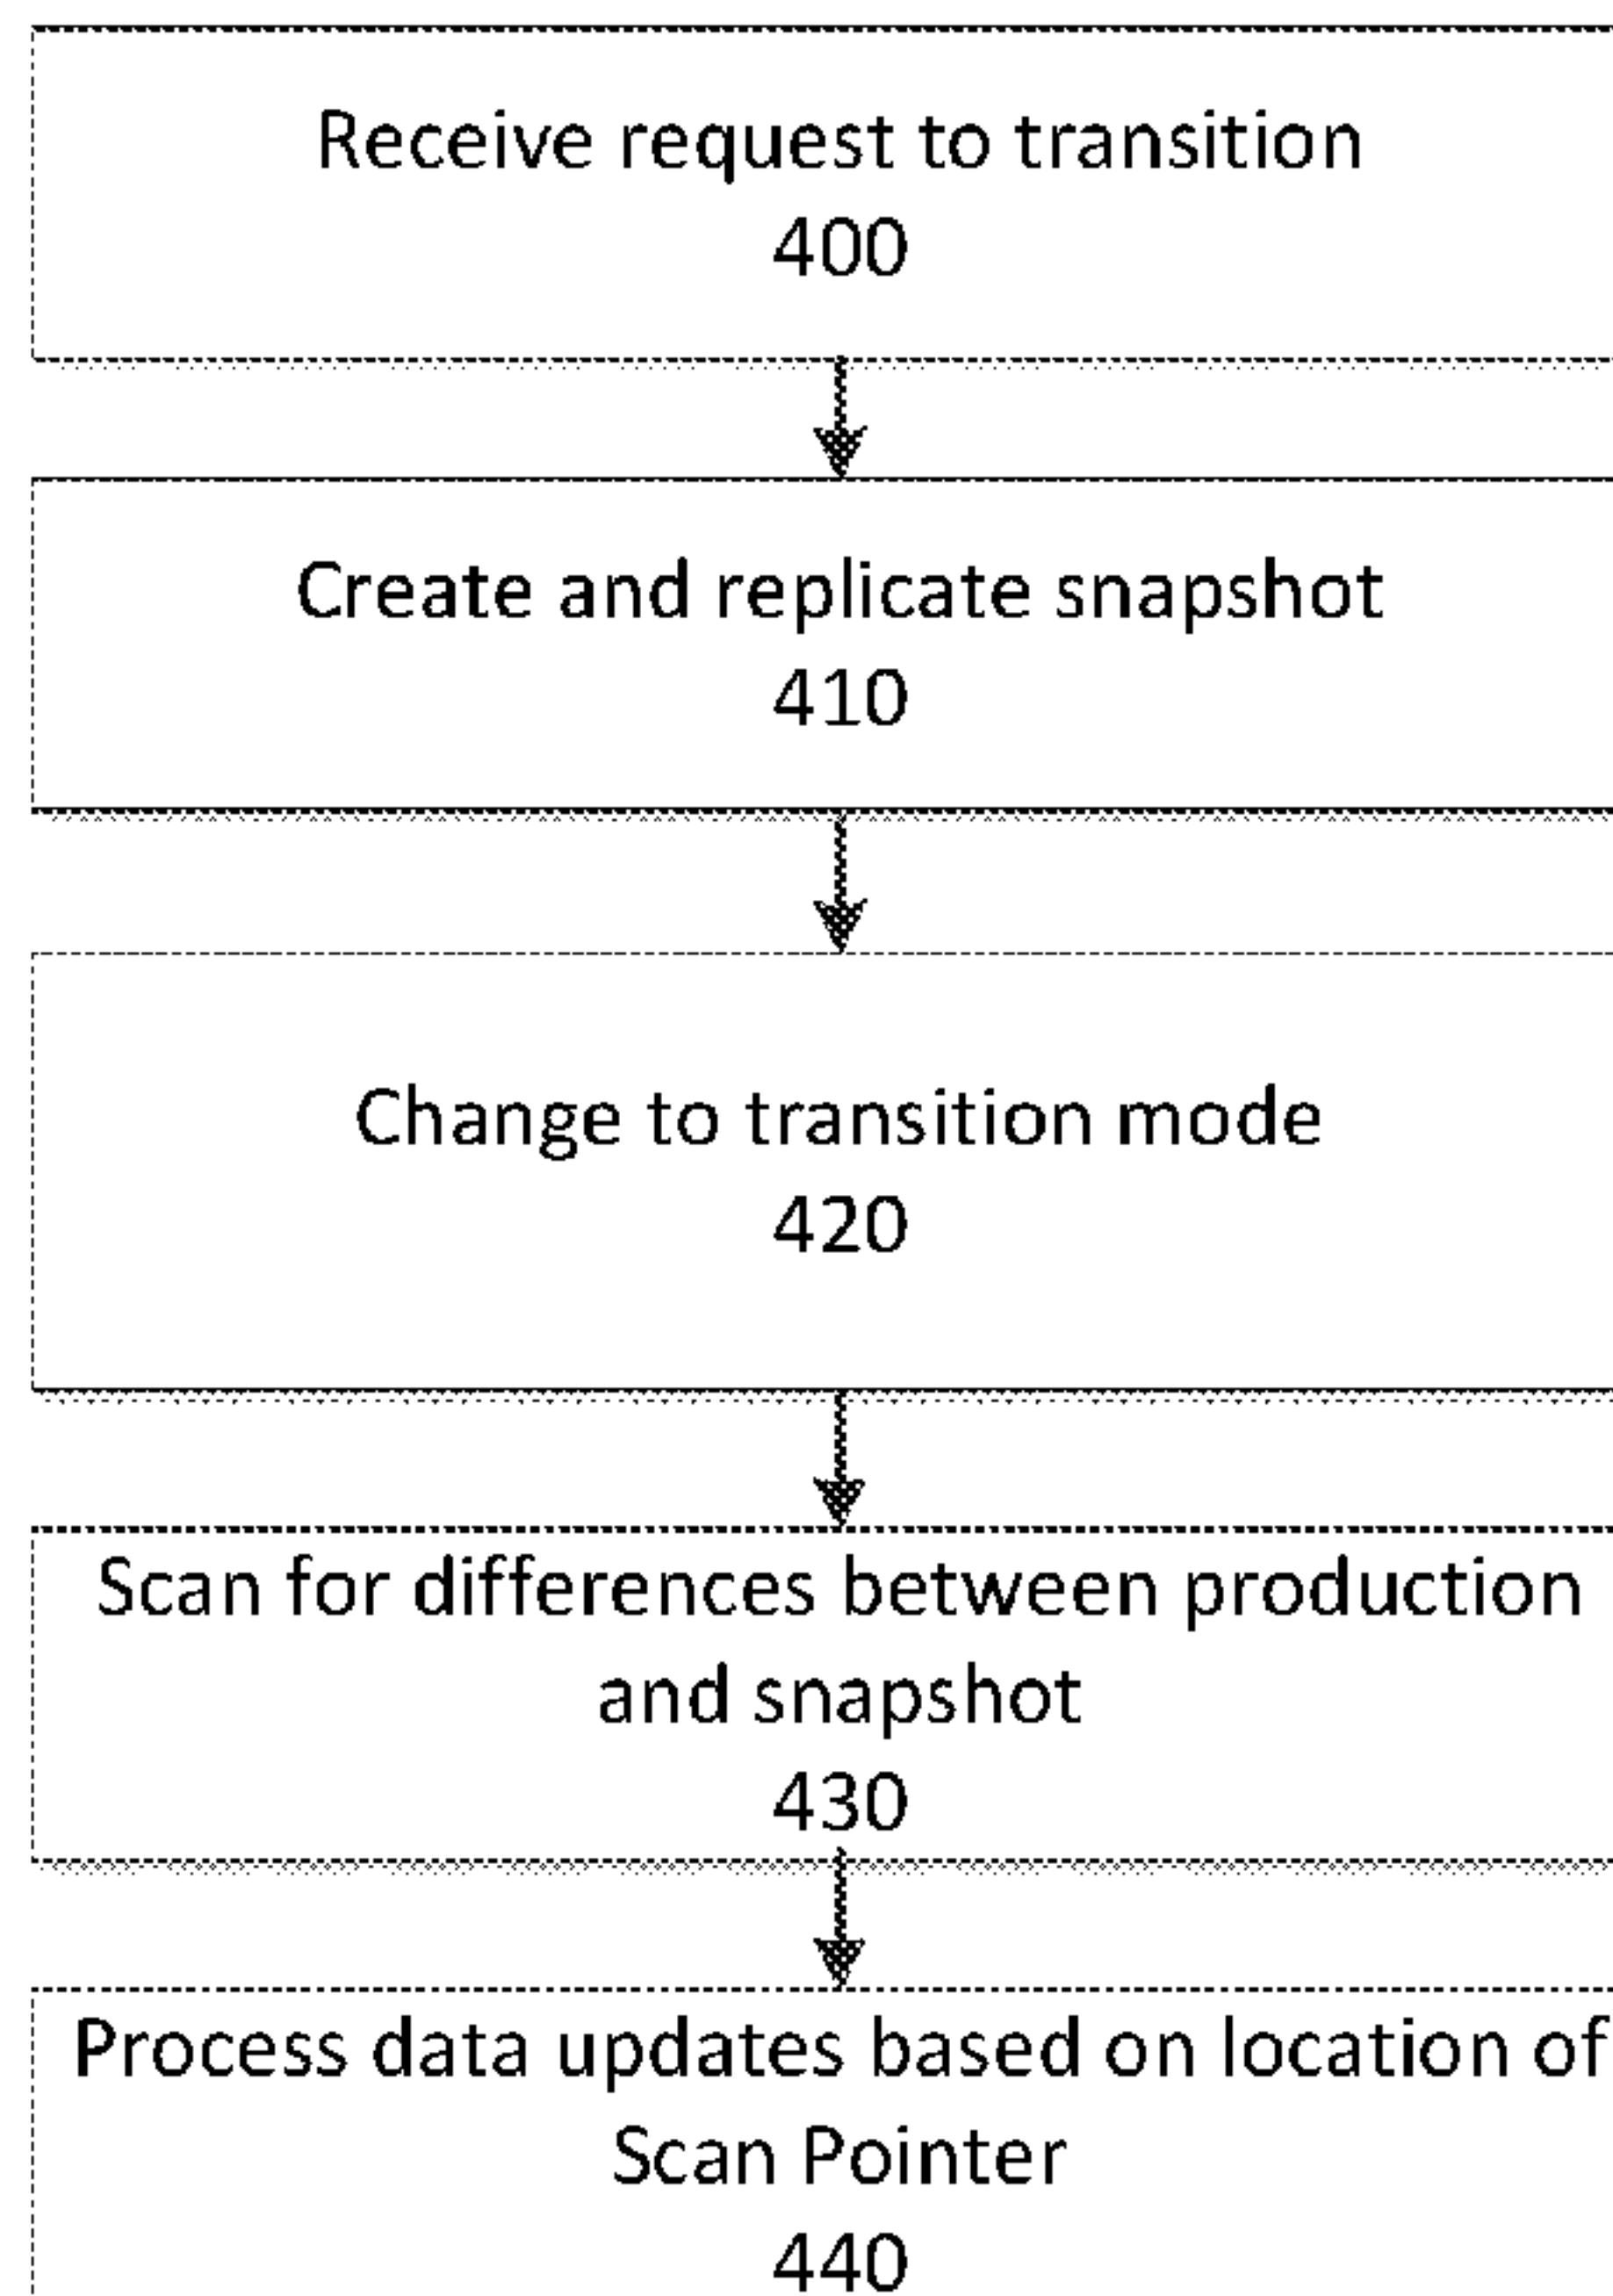 Receive request to transition
400
Create and replicate snapshot
410
Change to transition mode
420
Scan for differences between production
and snapshot
430
Process data updates based on location of
Scan Pointer
440